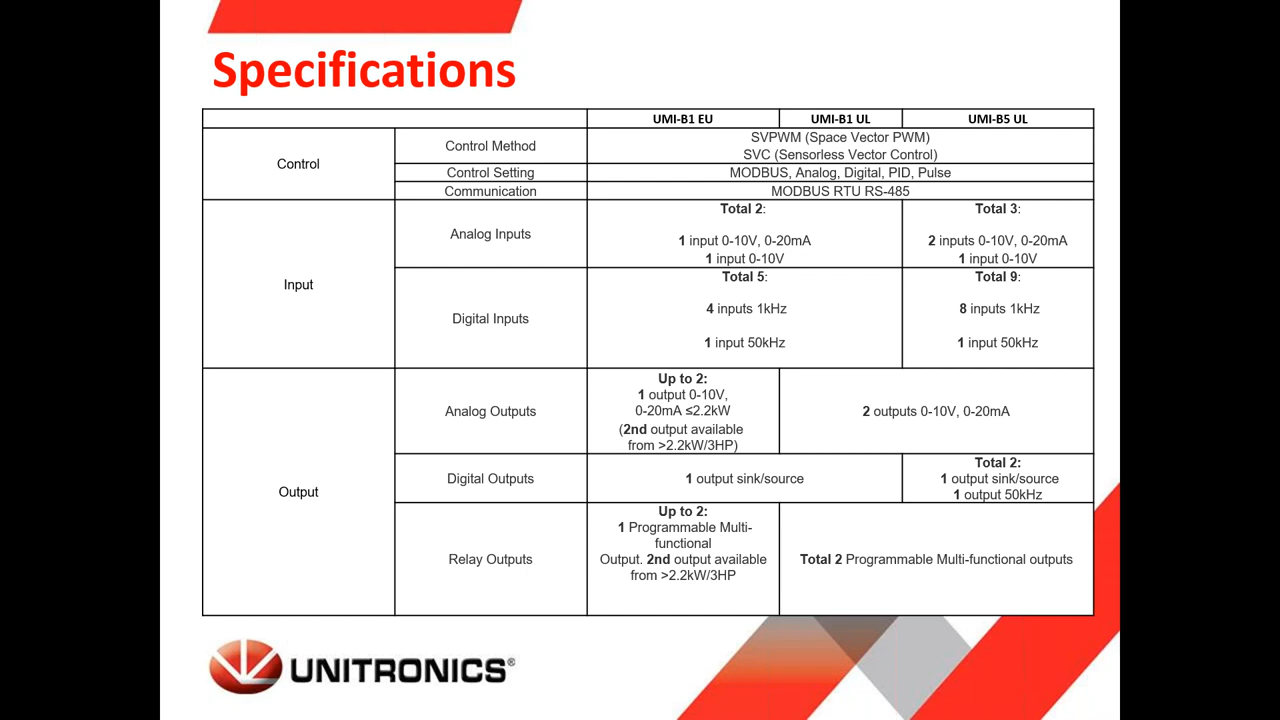 Specifications
UMI-B1 EU UMI-B1 UL UMI-B5 UL
Control
Control Method
SVPWM (Space Vector PWM)
SVC (Sensorless Vector Control)
Control Setting
MODBUS, Analog, Digital, PID, Pulse
Communication
MODBUS RTU RS-485
Input
Analog Inputs
Total 2:
1 input 0-10V, 0-20mA
1 input 0-10V
Total 3:
2 inputs 0-10V, 0-20mA
1 input 0-10V
Digital Inputs
Total 5:
4 inputs 1kHz
1 input 50kHz
Total 9:
8 inputs 1kHz
1 input 50kHz
Output
Analog Outputs
Up to 2:
1 output 0-10V,
0-20mA ≤2.2kW
(2nd output available
from >2.2kW/3HP)
2 outputs 0-10V, 0-20mA
Digital Outputs
1 output sink/source
Total 2:
1 output sink/source
1 output 50kHz
Relay Outputs
Up to 2:
1 Programmable Multi-
functional
Output. 2nd output available
from >2.2kW/3HP
Total 2 Programmable Multi-functional outputs
UNITRONICS®